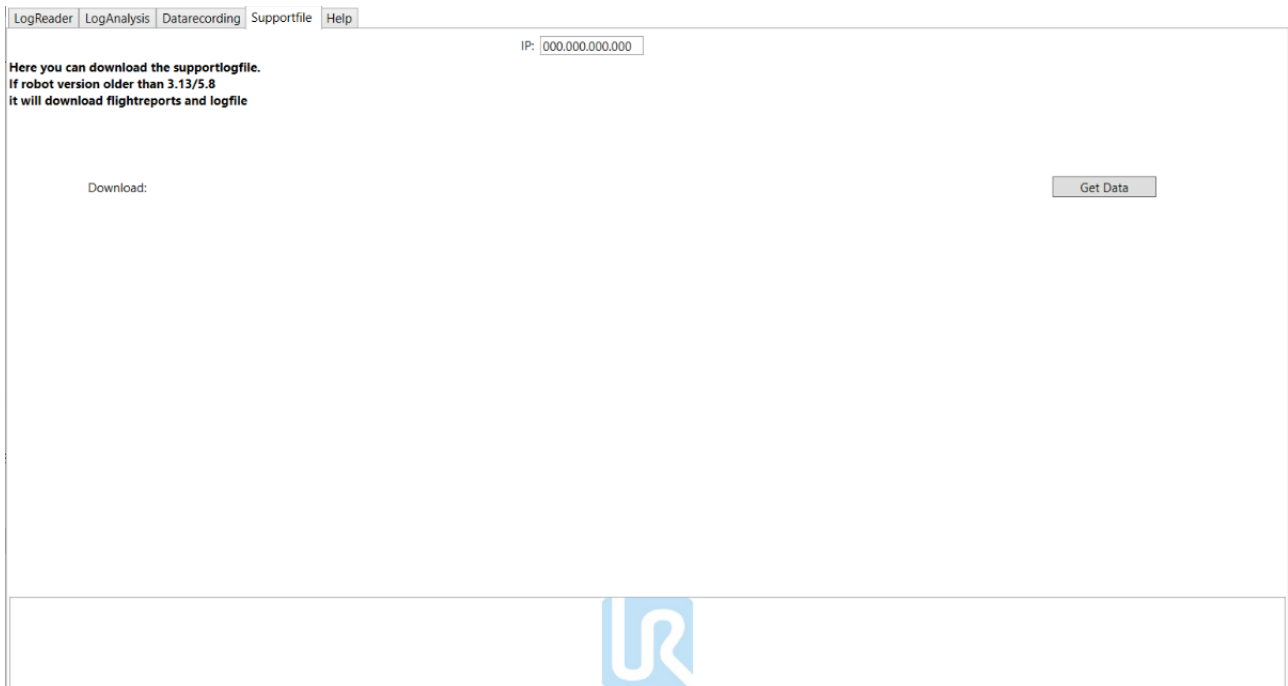 LogReader LogAnalysis Datarecording Supportfile Help
IP: 000.000.000.000
Here you can download the supportlogfile.
If robot version older than 3.13/5.8
it will download flightreports and logfile
Download: Get Data
UR